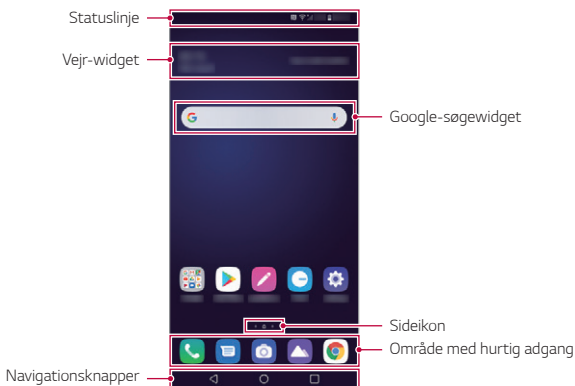 Statuslinje
Vejr-widget
Google-søgewidget
Sideikon
Område med hurtig adgang
Navigationsknapper